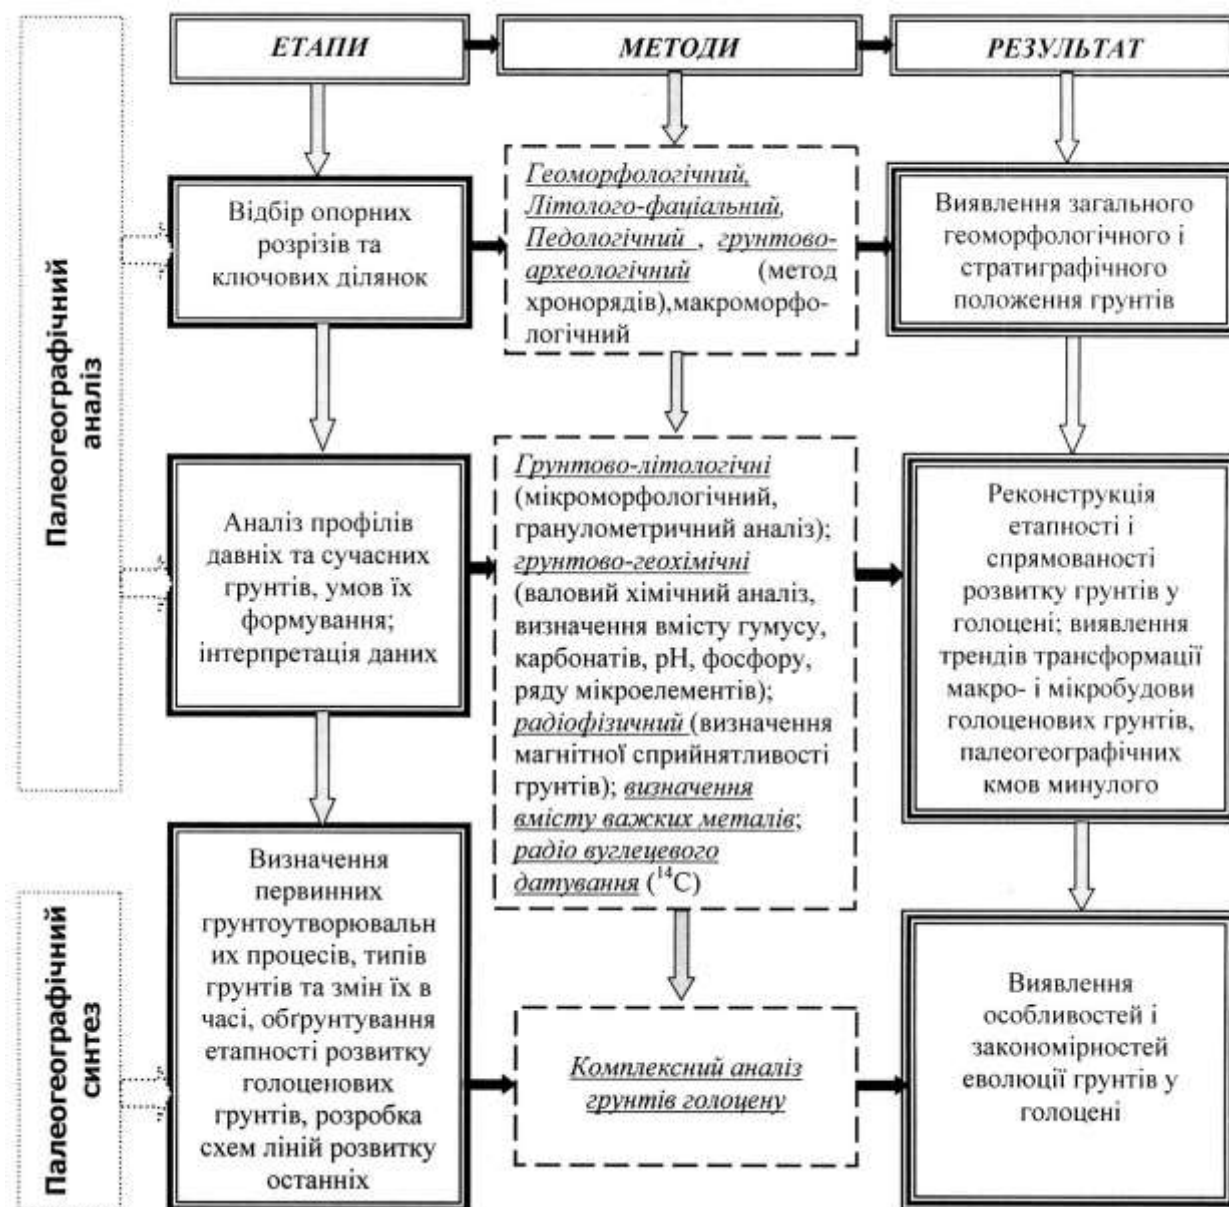 ЕТАПИ
МЕТОДИ
РЕЗУЛЬТАТ
Палеогеографічний
аналіз
Відбір опорних
розрізів та
ключових ділянок
Геоморфологічний,
Літолого-фаціальний,
Педологічний , грунтово-
археологічний (метод
хронорядів),макроморфо-
логічний
Виявлення загального
геоморфологічного і
стратиграфічного
положення грунтів
Аналіз профілів
давніх та сучасних
грунтів, умов їх
формування;
інтерпретація даних
Грунтово-літологічні
(мікроморфологічний,
гранулометричний аналіз);
грунтово-геохімічні
(валовий хімічний аналіз,
визначення вмісту гумусу,
карбонатів, рН, фосфору,
ряду мікроелементів);
радіофізичний (визначення
магнітної сприйнятливості
грунтів); визначення
вмісту важких металів;
радіо вуглецевого
датування (¹⁴С)
Реконструкція
етапності і
спрямованості
розвитку грунтів у
голоцені; виявлення
трендів трансформації
макро- і мікробудови
голоценових грунтів,
палеогеографічних
кмов минулого
Палеогеографічний
синтез
Визначення
первинних
грунтоутворювальн
их процесів, типів
грунтів та змін їх в
часі, обґрунтування
етапності розвитку
голоценових
грунтів, розробка
схем ліній розвитку
останніх
Комплексний аналіз
грунтів голоцену
Виявлення
особливостей і
закономірностей
еволюції грунтів у
голоцені